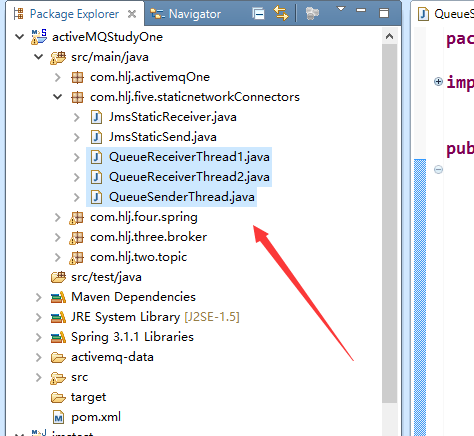 Package Explorer Navigator
activeMQStudyOne
src/main/java
com.hlj.activemqOne
com.hlj.five.staticnetworkConnectors
JmsStaticReceiver.java
JmsStaticSend.java
QueueReceiverThread1.java
QueueReceiverThread2.java
QueueSenderThread.java
com.hlj.four.spring
com.hlj.three.broker
com.hlj.two.topic
src/test/java
Maven Dependencies
JRE System Library [J2SE-1.5]
Spring 3.1.1 Libraries
activemq-data
src
target
pom.xml
QueueS
pac
imp
pub